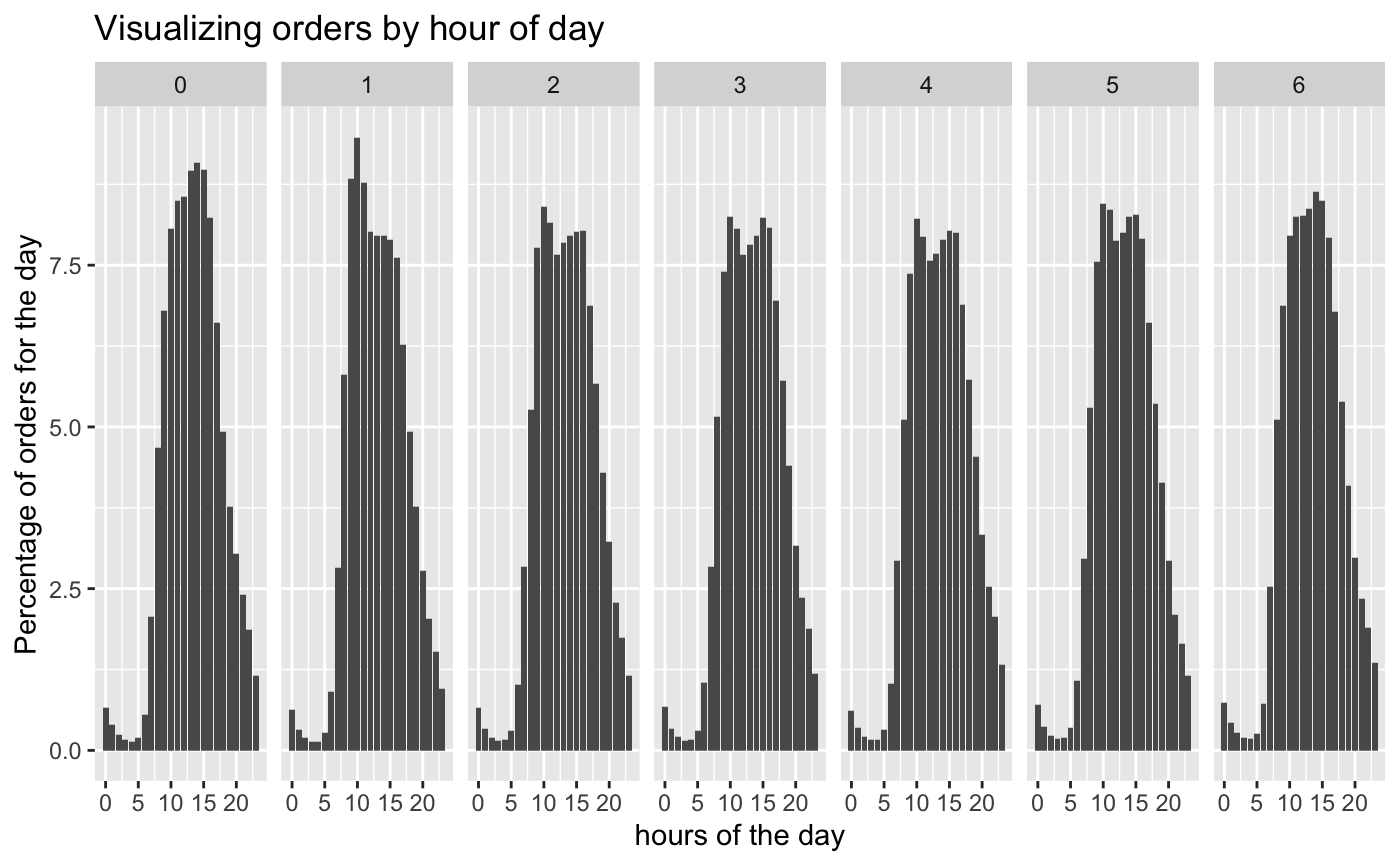 Visualizing orders by hour of day
0 1 2 3 4 5 6
Percentage of orders for the day
7.5
5.0
2.5
0.0
0 5 10 15 20 0 5 10 15 20 0 5 10 15 20 0 5 10 15 20 0 5 10 15 20 0 5 10 15 20 0 5 10 15 20
hours of the day